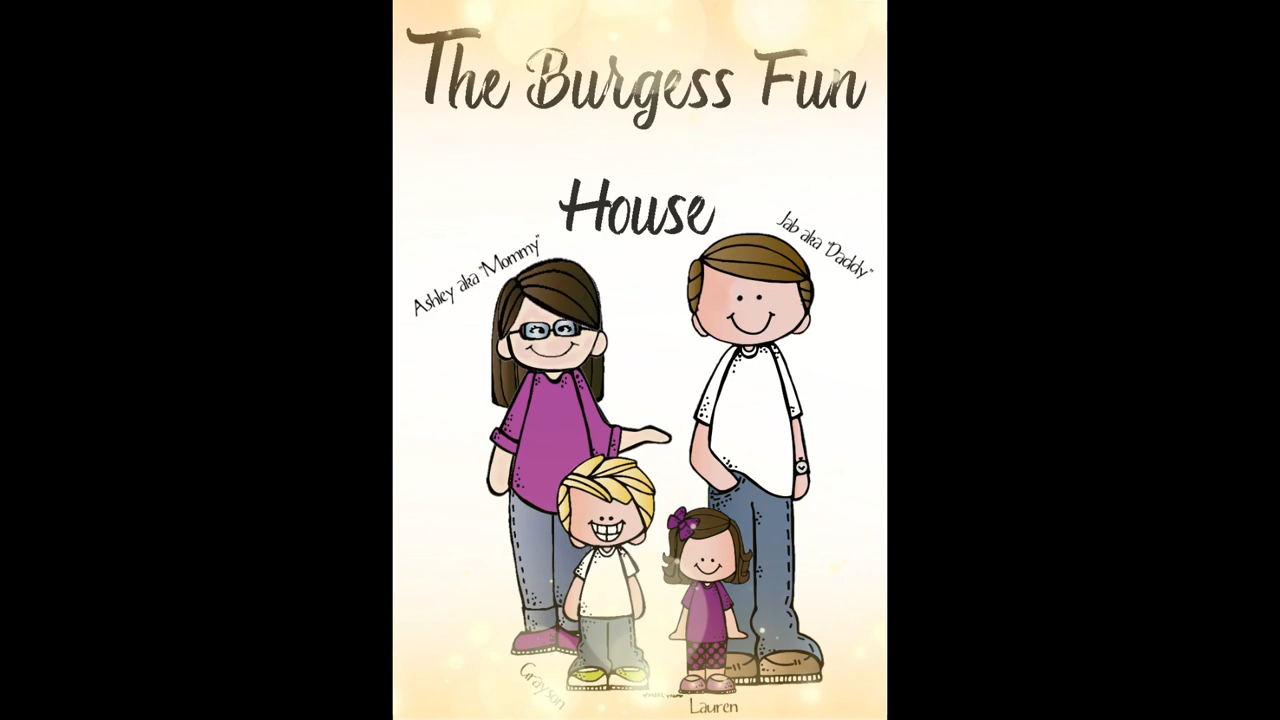 The Burgess Fun
House
Ashley aka "Mommy"
Jab aka "Daddy"
Grayson
Lauren